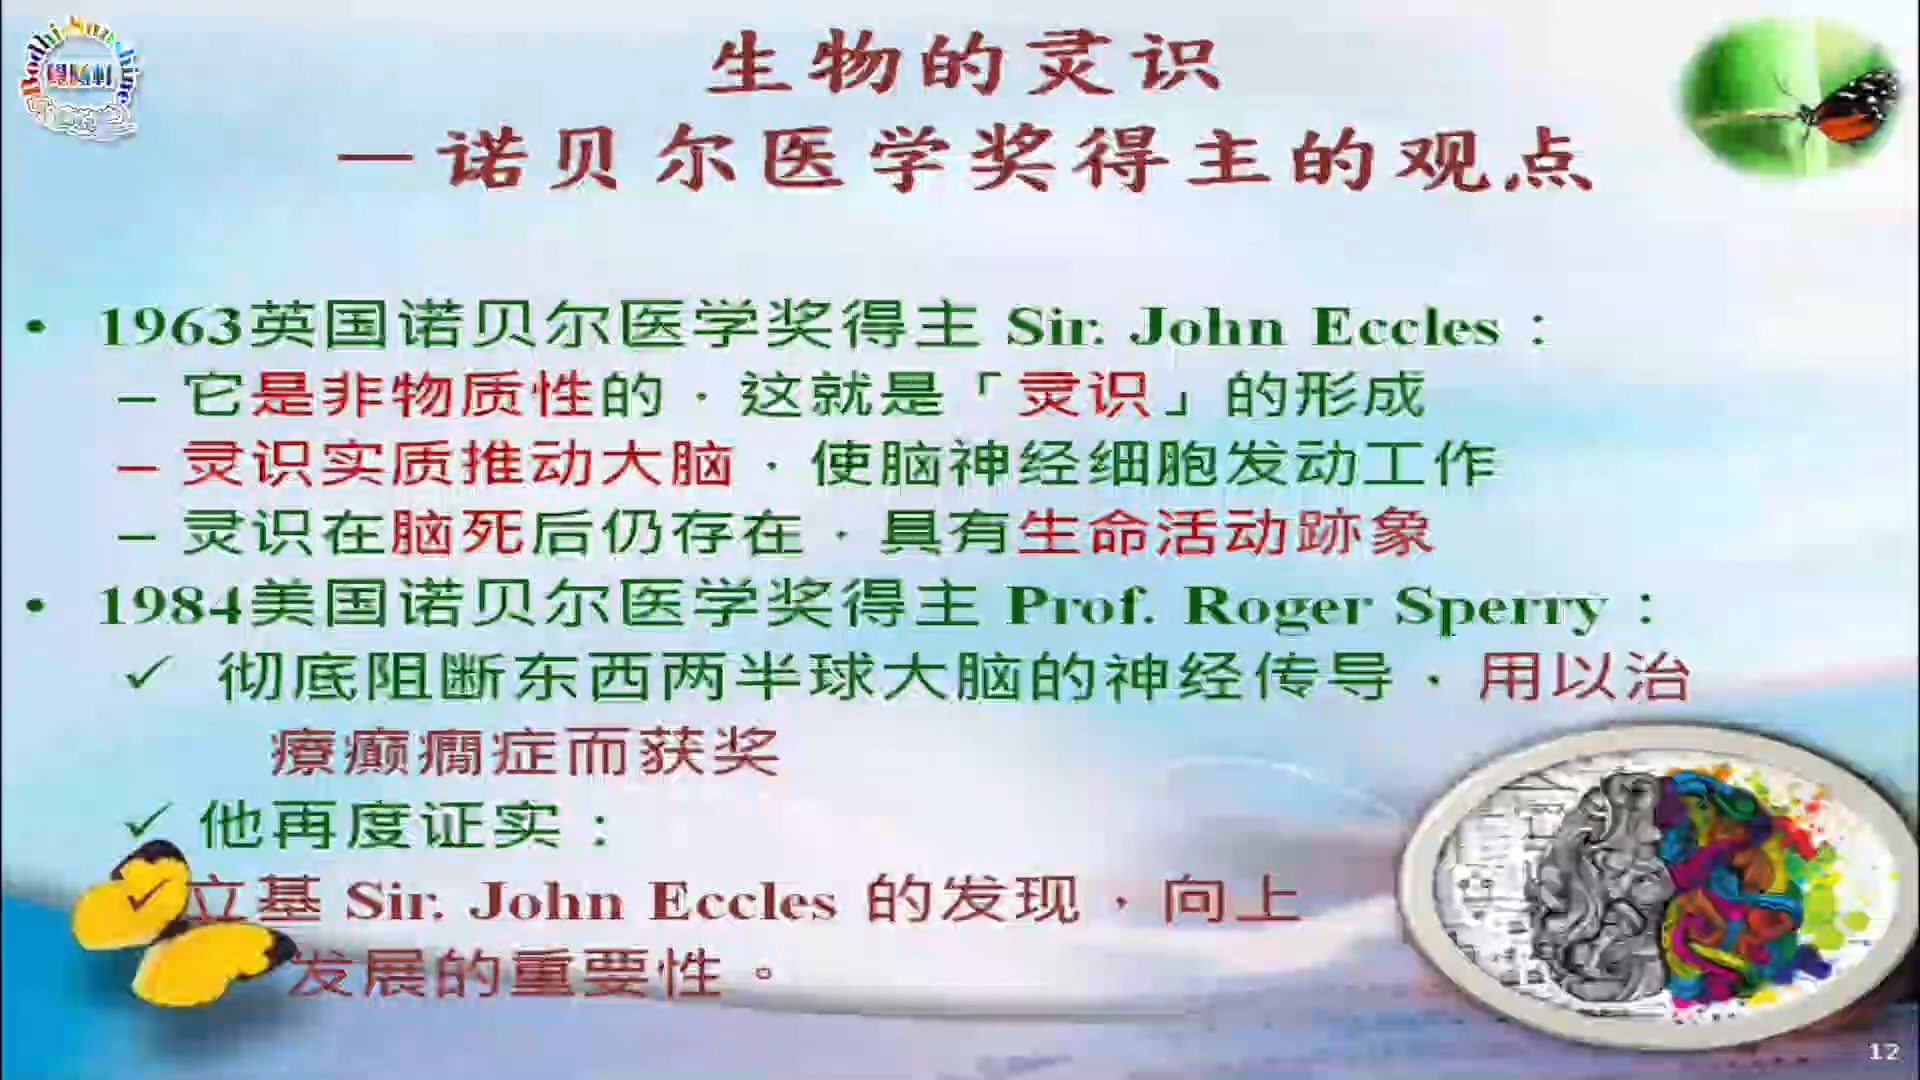 Bodhi Sunshine
生物的灵识
—诺贝尔医学奖得主的观点
• 1963英国诺贝尔医学奖得主 Sir. John Eccles：
– 它是非物质性的，这就是「灵识」的形成
– 灵识实质推动大脑，使脑神经细胞发动工作
– 灵识在脑死后仍存在，具有生命活动跡象
• 1984美国诺贝尔医学奖得主 Prof. Roger Sperry：
✓ 彻底阻断东西两半球大脑的神经传导，用以治
療癲癇症而获奖
✓ 他再度证实：
✓ 立基 Sir. John Eccles 的发现，向上
发展的重要性。
12